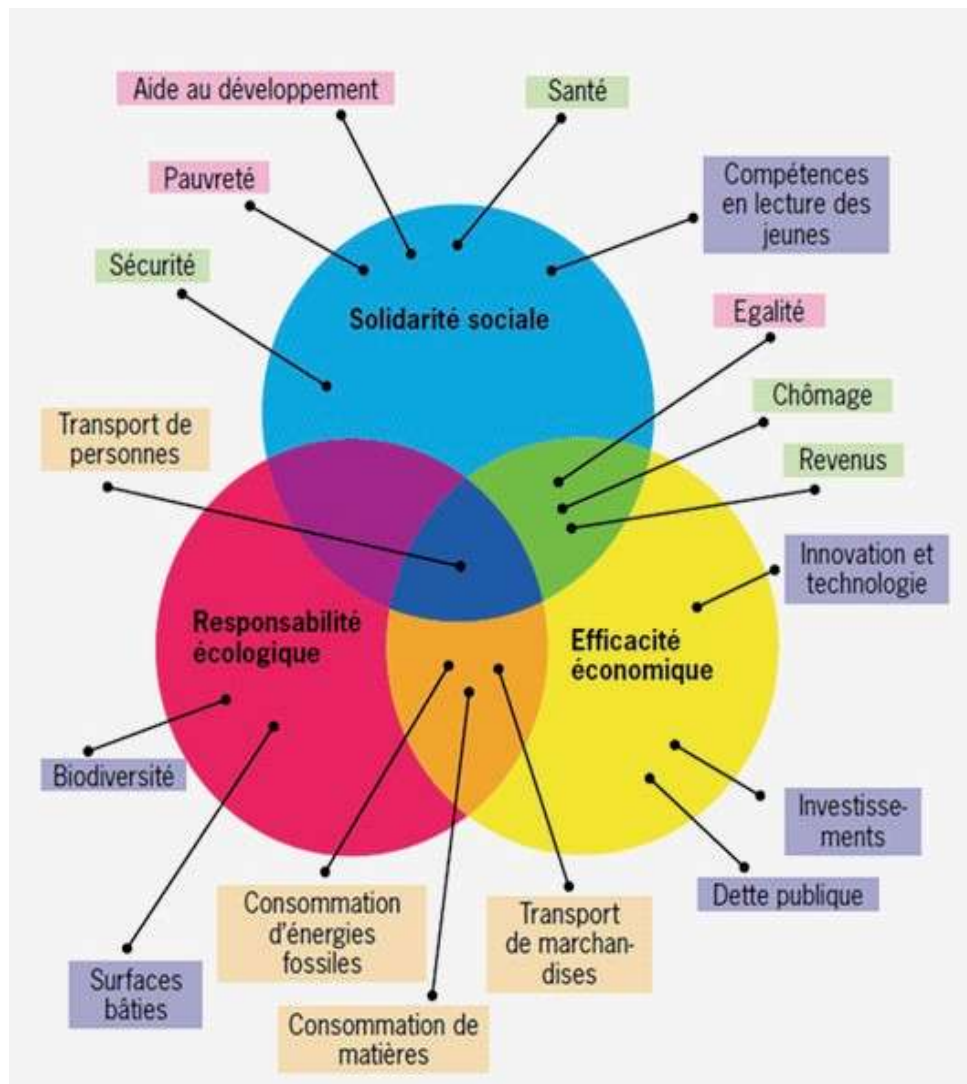 Aide au développement
Santé
Pauvreté
Compétences
en lecture des
jeunes
Sécurité
Solidarité sociale
Egalité
Chômage
Transport de
personnes
Revenus
Innovation et
technologie
Responsabilité
écologique
Efficacité
économique
Biodiversité
Investisse-
ments
Dette publique
Consommation
d'énergies
fossiles
Transport
de marchan-
dises
Surfaces
bâties
Consommation de
matières